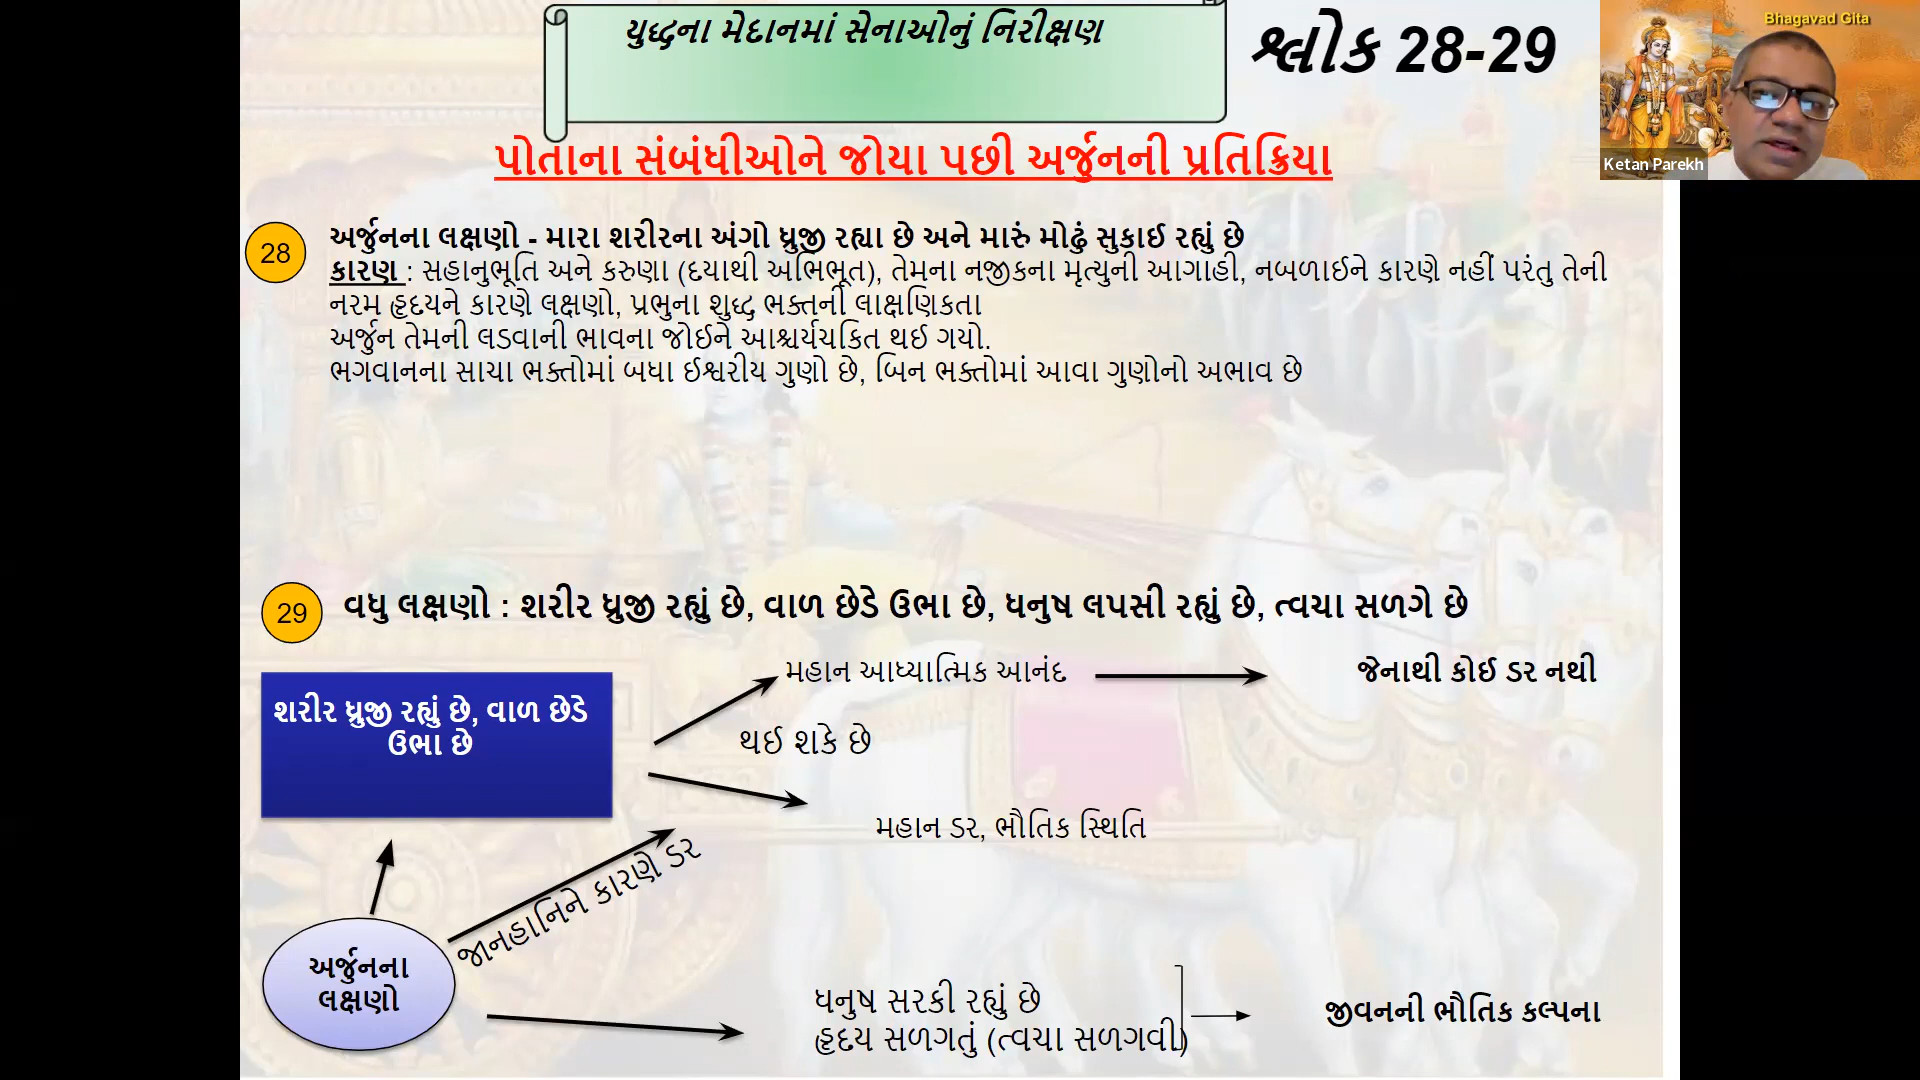 યુદ્ધના મેદાનમાં સેનાઓનું નિરીક્ષણ
શ્લોક 28-29
Bhagavad Gita
Ketan Parekh
પોતાના સંબંધીઓને જોયા પછી અર્જુનની પ્રતિક્રિયા
28
અર્જુનના લક્ષણો - મારા શરીરના અંગો ધ્રુજી રહ્યા છે અને મારું મોઢું સુકાઈ રહ્યું છે
કારણ : સહાનુભૂતિ અને કરુણા (દયાથી અભિભૂત), તેમના નજીકના મૃત્યુની આગાહી, નબળાઈને કારણે નહીં પરંતુ તેની
નરમ હૃદયને કારણે લક્ષણો, પ્રભુના શુદ્ધ ભક્તની લાક્ષણિકતા
અર્જુન તેમની લડવાની ભાવના જોઈને આશ્ચર્યચકિત થઈ ગયો.
ભગવાનના સાચા ભક્તોમાં બધા ઈશ્વરીય ગુણો છે, બિન ભક્તોમાં આવા ગુણોનો અભાવ છે
29
વધુ લક્ષણો : શરીર ધ્રુજી રહ્યું છે, વાળ છેડે ઉભા છે, ધનુષ લપસી રહ્યું છે, ત્વચા સળગે છે
મહાન આધ્યાત્મિક આનંદ
જેનાથી કોઈ ડર નથી
શરીર ધ્રુજી રહ્યું છે, વાળ છેડે
ઉભા છે
થઈ શકે છે
મહાન ડર, ભૌતિક સ્થિતિ
જાનહાનિને કારણે ડર
અર્જુનના
લક્ષણો
ધનુષ સરકી રહ્યું છે
હૃદય સળગતું (ત્વચા સળગવી)
જીવનની ભૌતિક કલ્પના